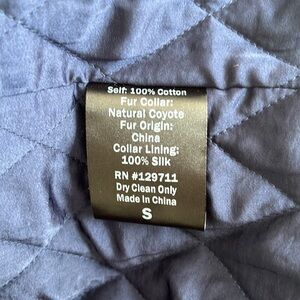 Self: 100% Cotton
Fur Collar:
Natural Coyote
Fur Origin:
China
Collar Lining:
100% Silk
RN #129711
Dry Clean Only
Made in China
S